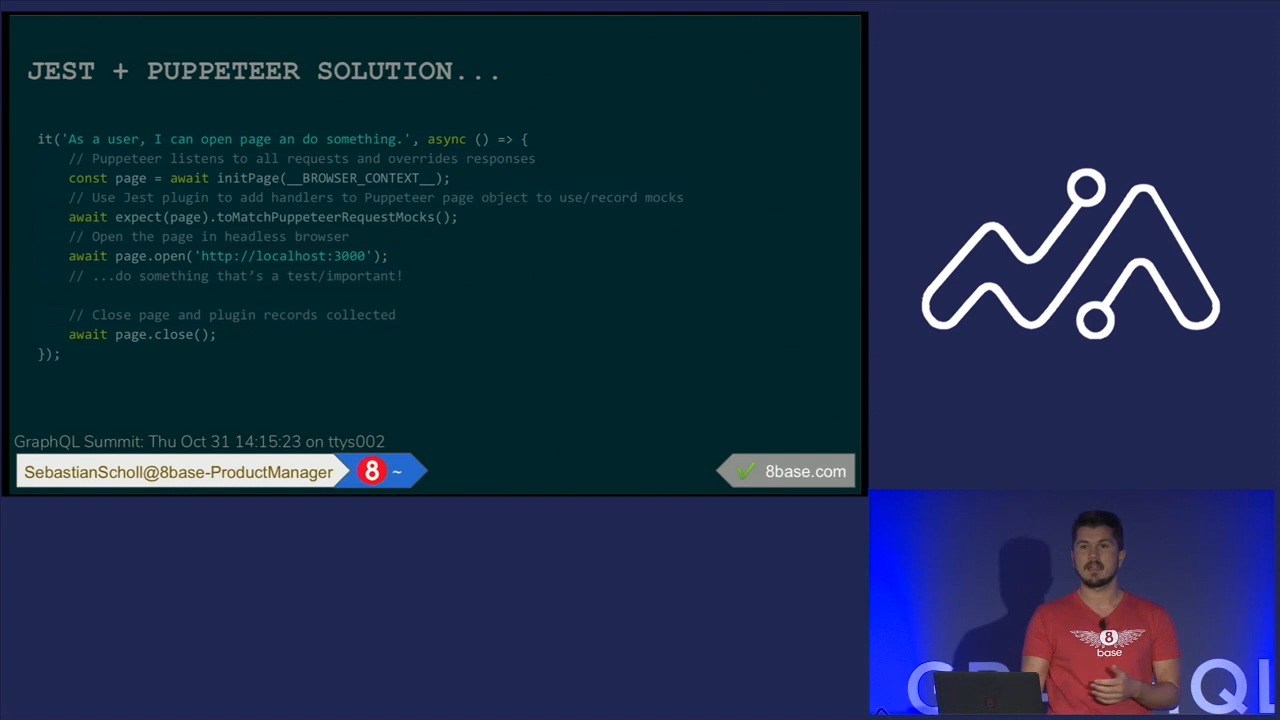 JEST + PUPPETEER SOLUTION...
it('As a user, I can open page an do something.', async () => {
// Puppeteer listens to all requests and overrides responses
const page = await initPage(__BROWSER_CONTEXT__);
// Use Jest plugin to add handlers to Puppeteer page object to use/record mocks
await expect(page).toMatchPuppeteerRequestMocks();
// Open the page in headless browser
await page.open('http://localhost:3000');
// ...do something that's a test/important!
// Close page and plugin records collected
await page.close();
});
GraphQL Summit: Thu Oct 31 14:15:23 on ttys002
SebastianScholl@8base-ProductManager 8 ~
8base.com
8
base
QL